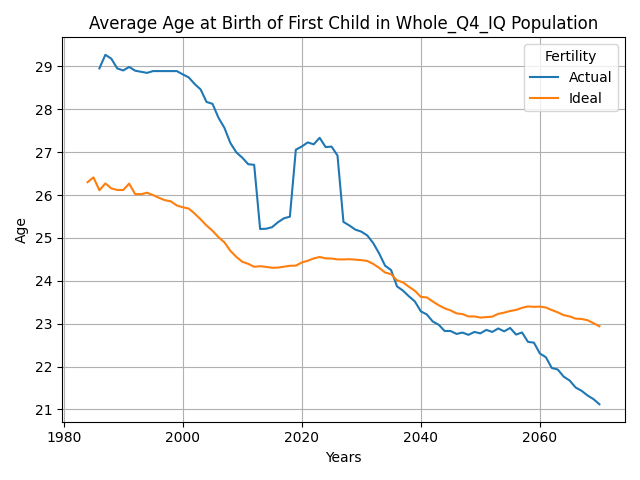 Average Age at Birth of First Child in Whole_Q4_IQ Population
Fertility
Actual
Ideal
Age
29
28
27
26
25
24
23
22
21
1980
2000
2020
2040
2060
Years